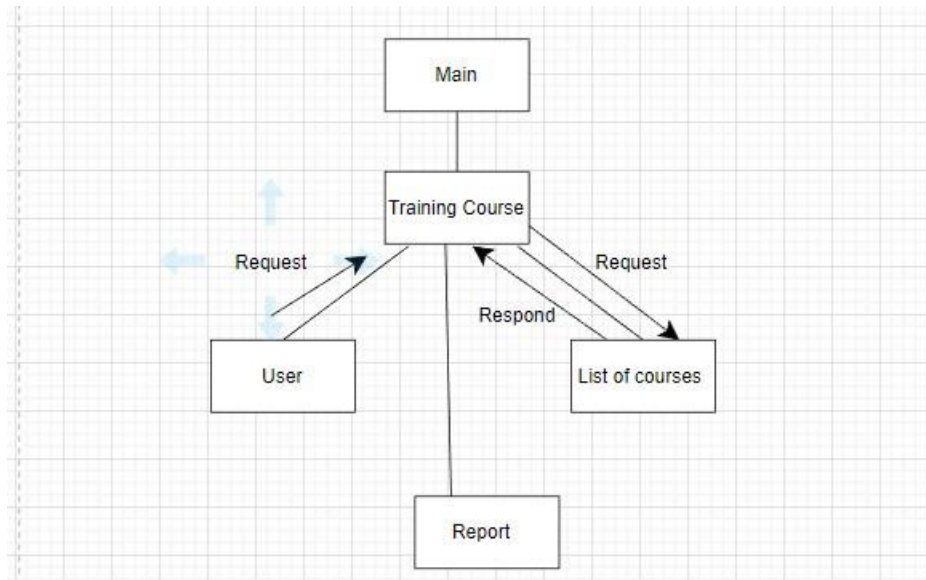 Main
Training Course
Request
Request
Respond
User
List of courses
Report